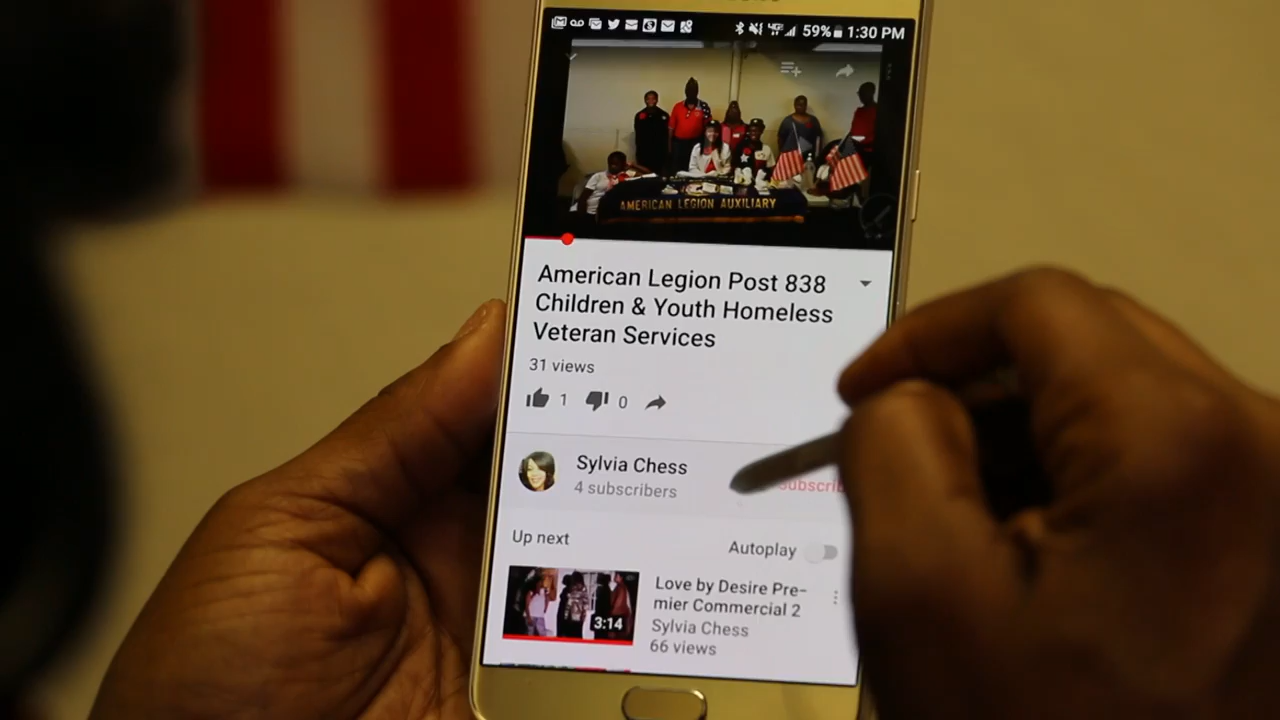 59% 1:30 PM
AMERICAN LEGION AUXILIARY
American Legion Post 838
Children & Youth Homeless
Veteran Services
31 views
1 0
Sylvia Chess
4 subscribers
Up next
Autoplay
Love by Desire Pre-
mier Commercial 2
Sylvia Chess
66 views
3:14